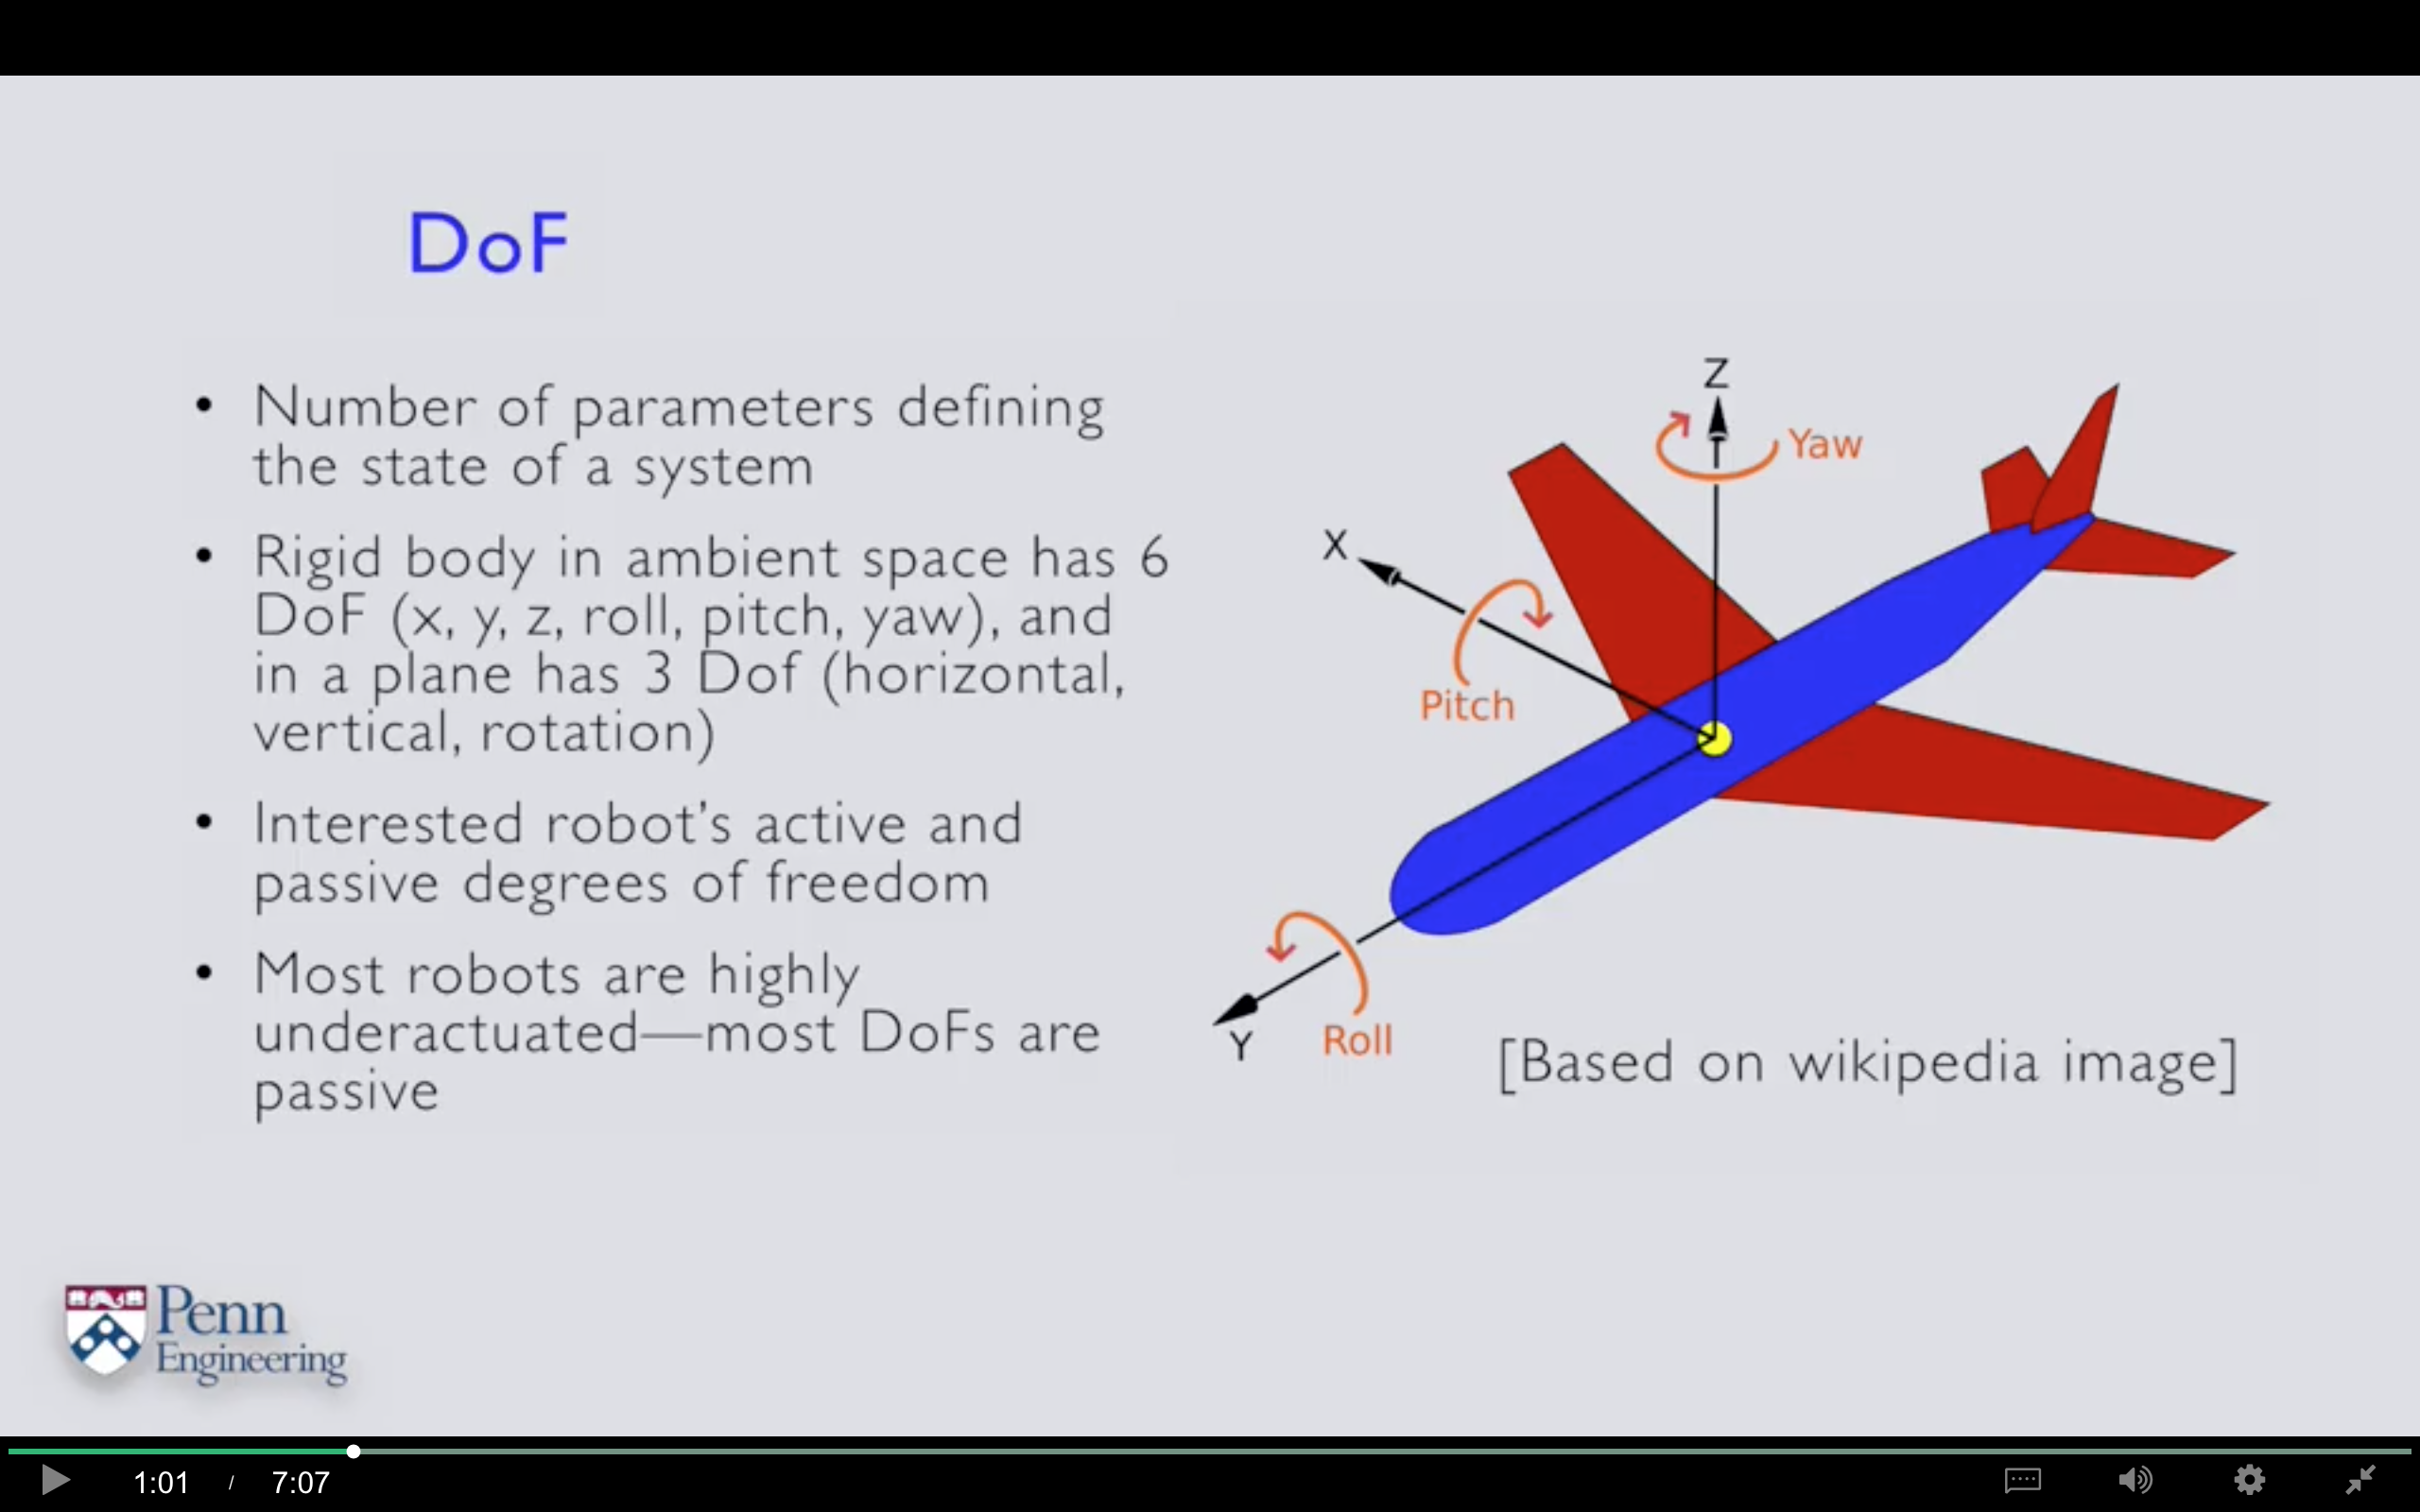 DoF
• Number of parameters defining
the state of a system
• Rigid body in ambient space has 6
DoF (x, y, z, roll, pitch, yaw), and
in a plane has 3 Dof (horizontal,
vertical, rotation)
• Interested robot’s active and
passive degrees of freedom
• Most robots are highly
underactuated—most DoFs are
passive
Z
Yaw
X
Pitch
Y
Roll
[Based on wikipedia image]
Penn
Engineering
1:01 / 7:07